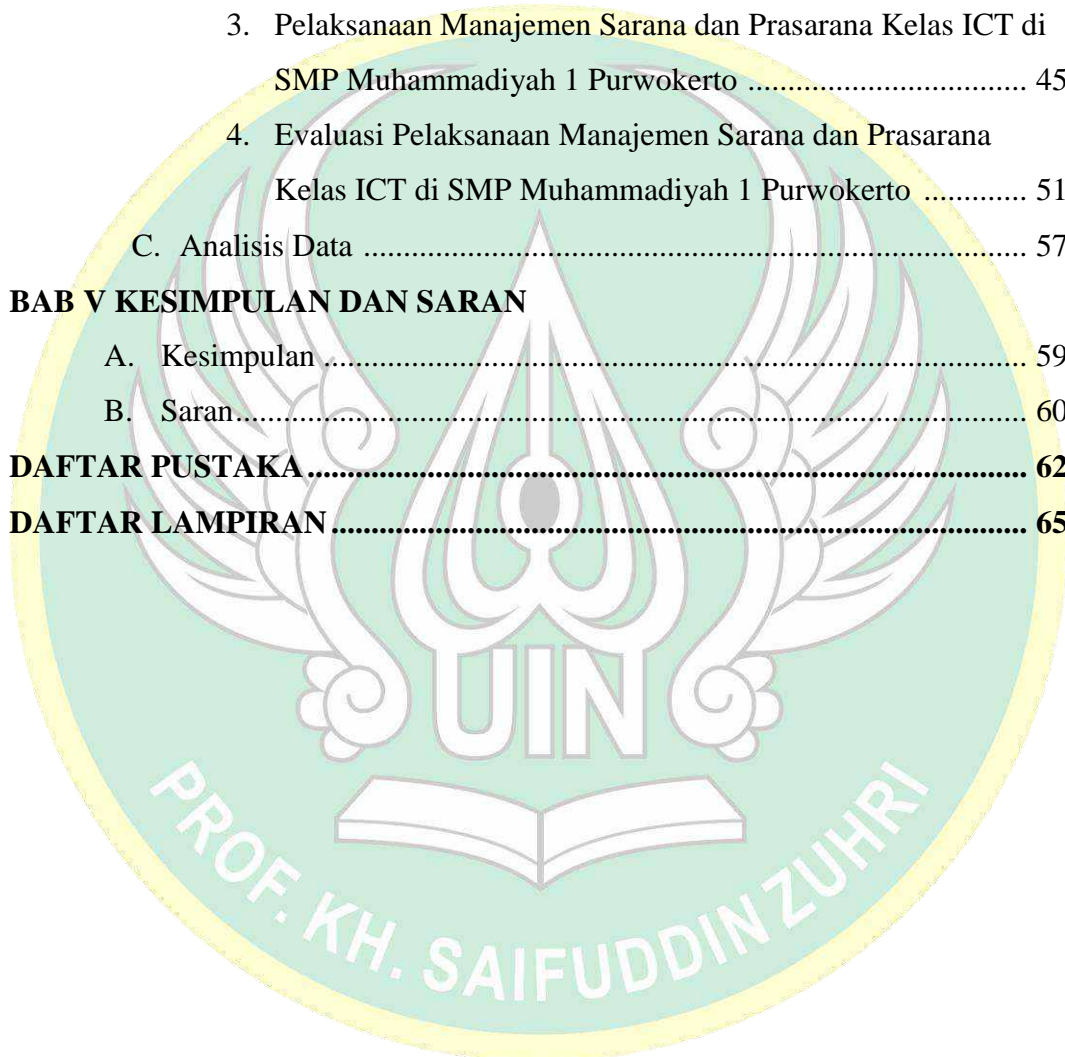 3. Pelaksanaan Manajemen Sarana dan Prasarana Kelas ICT di
SMP Muhammadiyah 1 Purwokerto .................................. 45
4. Evaluasi Pelaksanaan Manajemen Sarana dan Prasarana
Kelas ICT di SMP Muhammadiyah 1 Purwokerto ............. 51
C. Analisis Data ................................................................................... 57
BAB V KESIMPULAN DAN SARAN
A. Kesimpulan ........................................................................................ 59
B. Saran................................................................................................... 60
DAFTAR PUSTAKA.......................................................................................... 62
DAFTAR LAMPIRAN....................................................................................... 65
UIN
PROF. KH. SAIFUDDIN ZUHRI